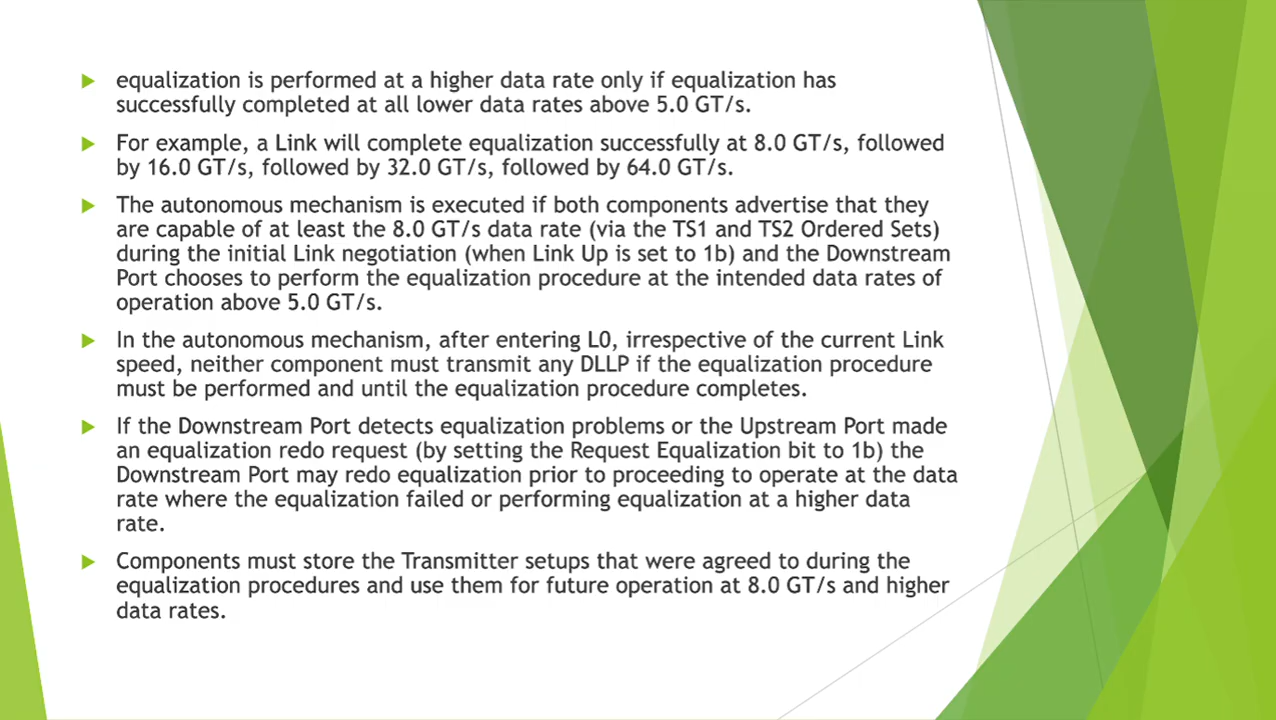 equalization is performed at a higher data rate only if equalization has
successfully completed at all lower data rates above 5.0 GT/s.
For example, a Link will complete equalization successfully at 8.0 GT/s, followed
by 16.0 GT/s, followed by 32.0 GT/s, followed by 64.0 GT/s.
The autonomous mechanism is executed if both components advertise that they
are capable of at least the 8.0 GT/s data rate (via the TS1 and TS2 Ordered Sets)
during the initial Link negotiation (when Link Up is set to 1b) and the Downstream
Port chooses to perform the equalization procedure at the intended data rates of
operation above 5.0 GT/s.
In the autonomous mechanism, after entering L0, irrespective of the current Link
speed, neither component must transmit any DLLP if the equalization procedure
must be performed and until the equalization procedure completes.
If the Downstream Port detects equalization problems or the Upstream Port made
an equalization redo request (by setting the Request Equalization bit to 1b) the
Downstream Port may redo equalization prior to proceeding to operate at the data
rate where the equalization failed or performing equalization at a higher data
rate.
Components must store the Transmitter setups that were agreed to during the
equalization procedures and use them for future operation at 8.0 GT/s and higher
data rates.